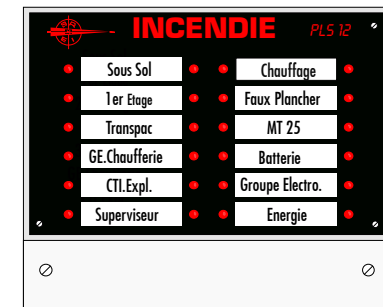 INCENDIE PLS 12
Sous Sol Chauffage
1er Etage Faux Plancher
Transpac MT 25
GE.Chaufferie Batterie
CTI.Expl. Groupe Electro.
Superviseur Energie